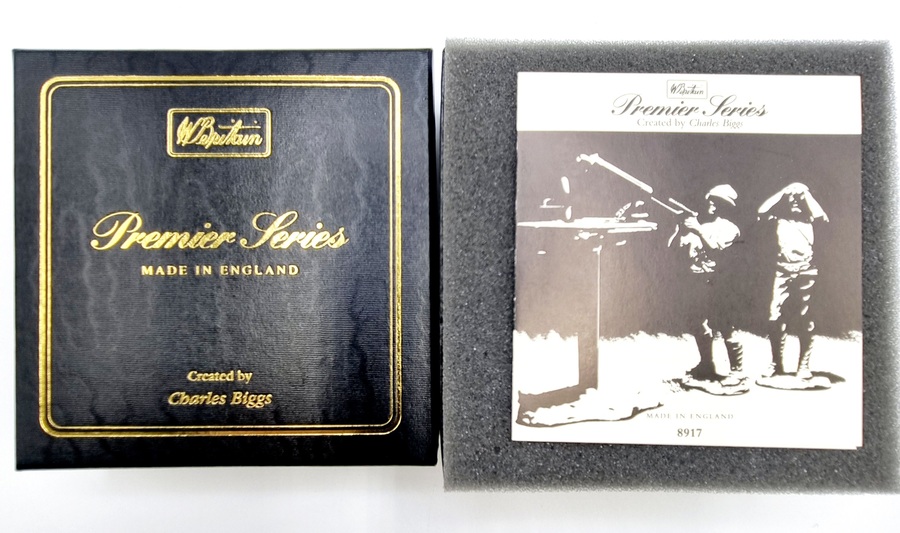 W.Britain
Premier Series
MADE IN ENGLAND
Created by
Charles Biggs
W.Britain
Premier Series
Created by Charles Biggs
MADE IN ENGLAND
8917